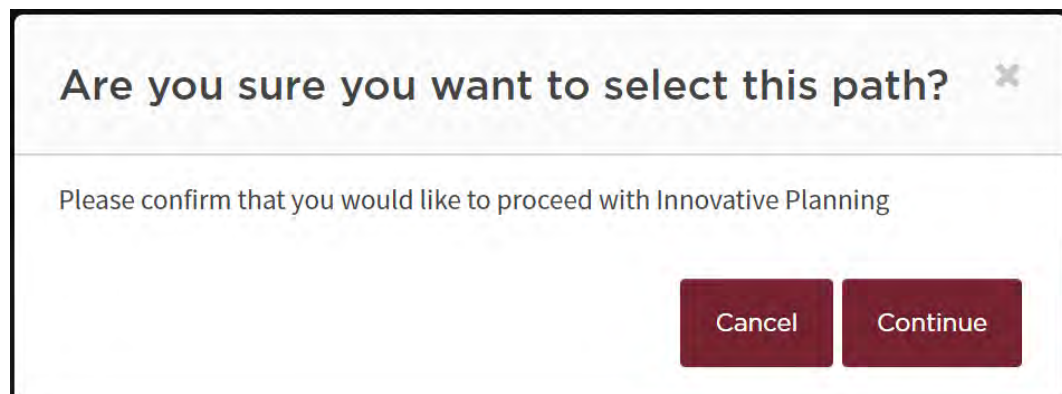 Are you sure you want to select this path?
Please confirm that you would like to proceed with Innovative Planning
Cancel
Continue